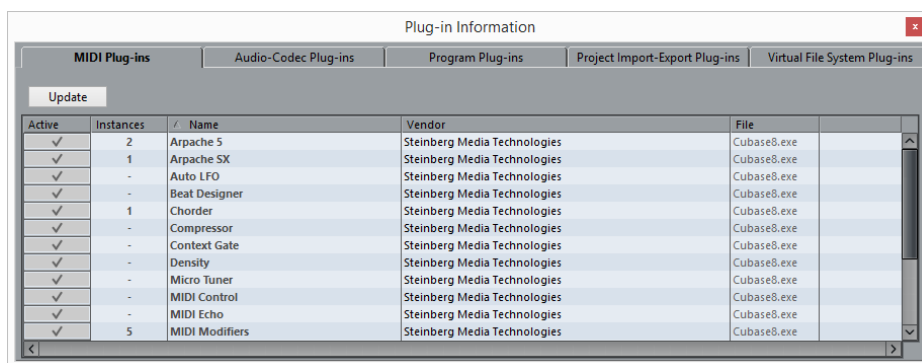 Plug-in Information
x
MIDI Plug-ins Audio-Codec Plug-ins Program Plug-ins Project Import-Export Plug-ins Virtual File System Plug-ins
Update
Active Instances Name Vendor File
2 Arpache 5 Steinberg Media Technologies Cubase8.exe
1 Arpache SX Steinberg Media Technologies Cubase8.exe
- Auto LFO Steinberg Media Technologies Cubase8.exe
- Beat Designer Steinberg Media Technologies Cubase8.exe
1 Chorder Steinberg Media Technologies Cubase8.exe
- Compressor Steinberg Media Technologies Cubase8.exe
- Context Gate Steinberg Media Technologies Cubase8.exe
- Density Steinberg Media Technologies Cubase8.exe
- Micro Tuner Steinberg Media Technologies Cubase8.exe
- MIDI Control Steinberg Media Technologies Cubase8.exe
- MIDI Echo Steinberg Media Technologies Cubase8.exe
5 MIDI Modifiers Steinberg Media Technologies Cubase8.exe